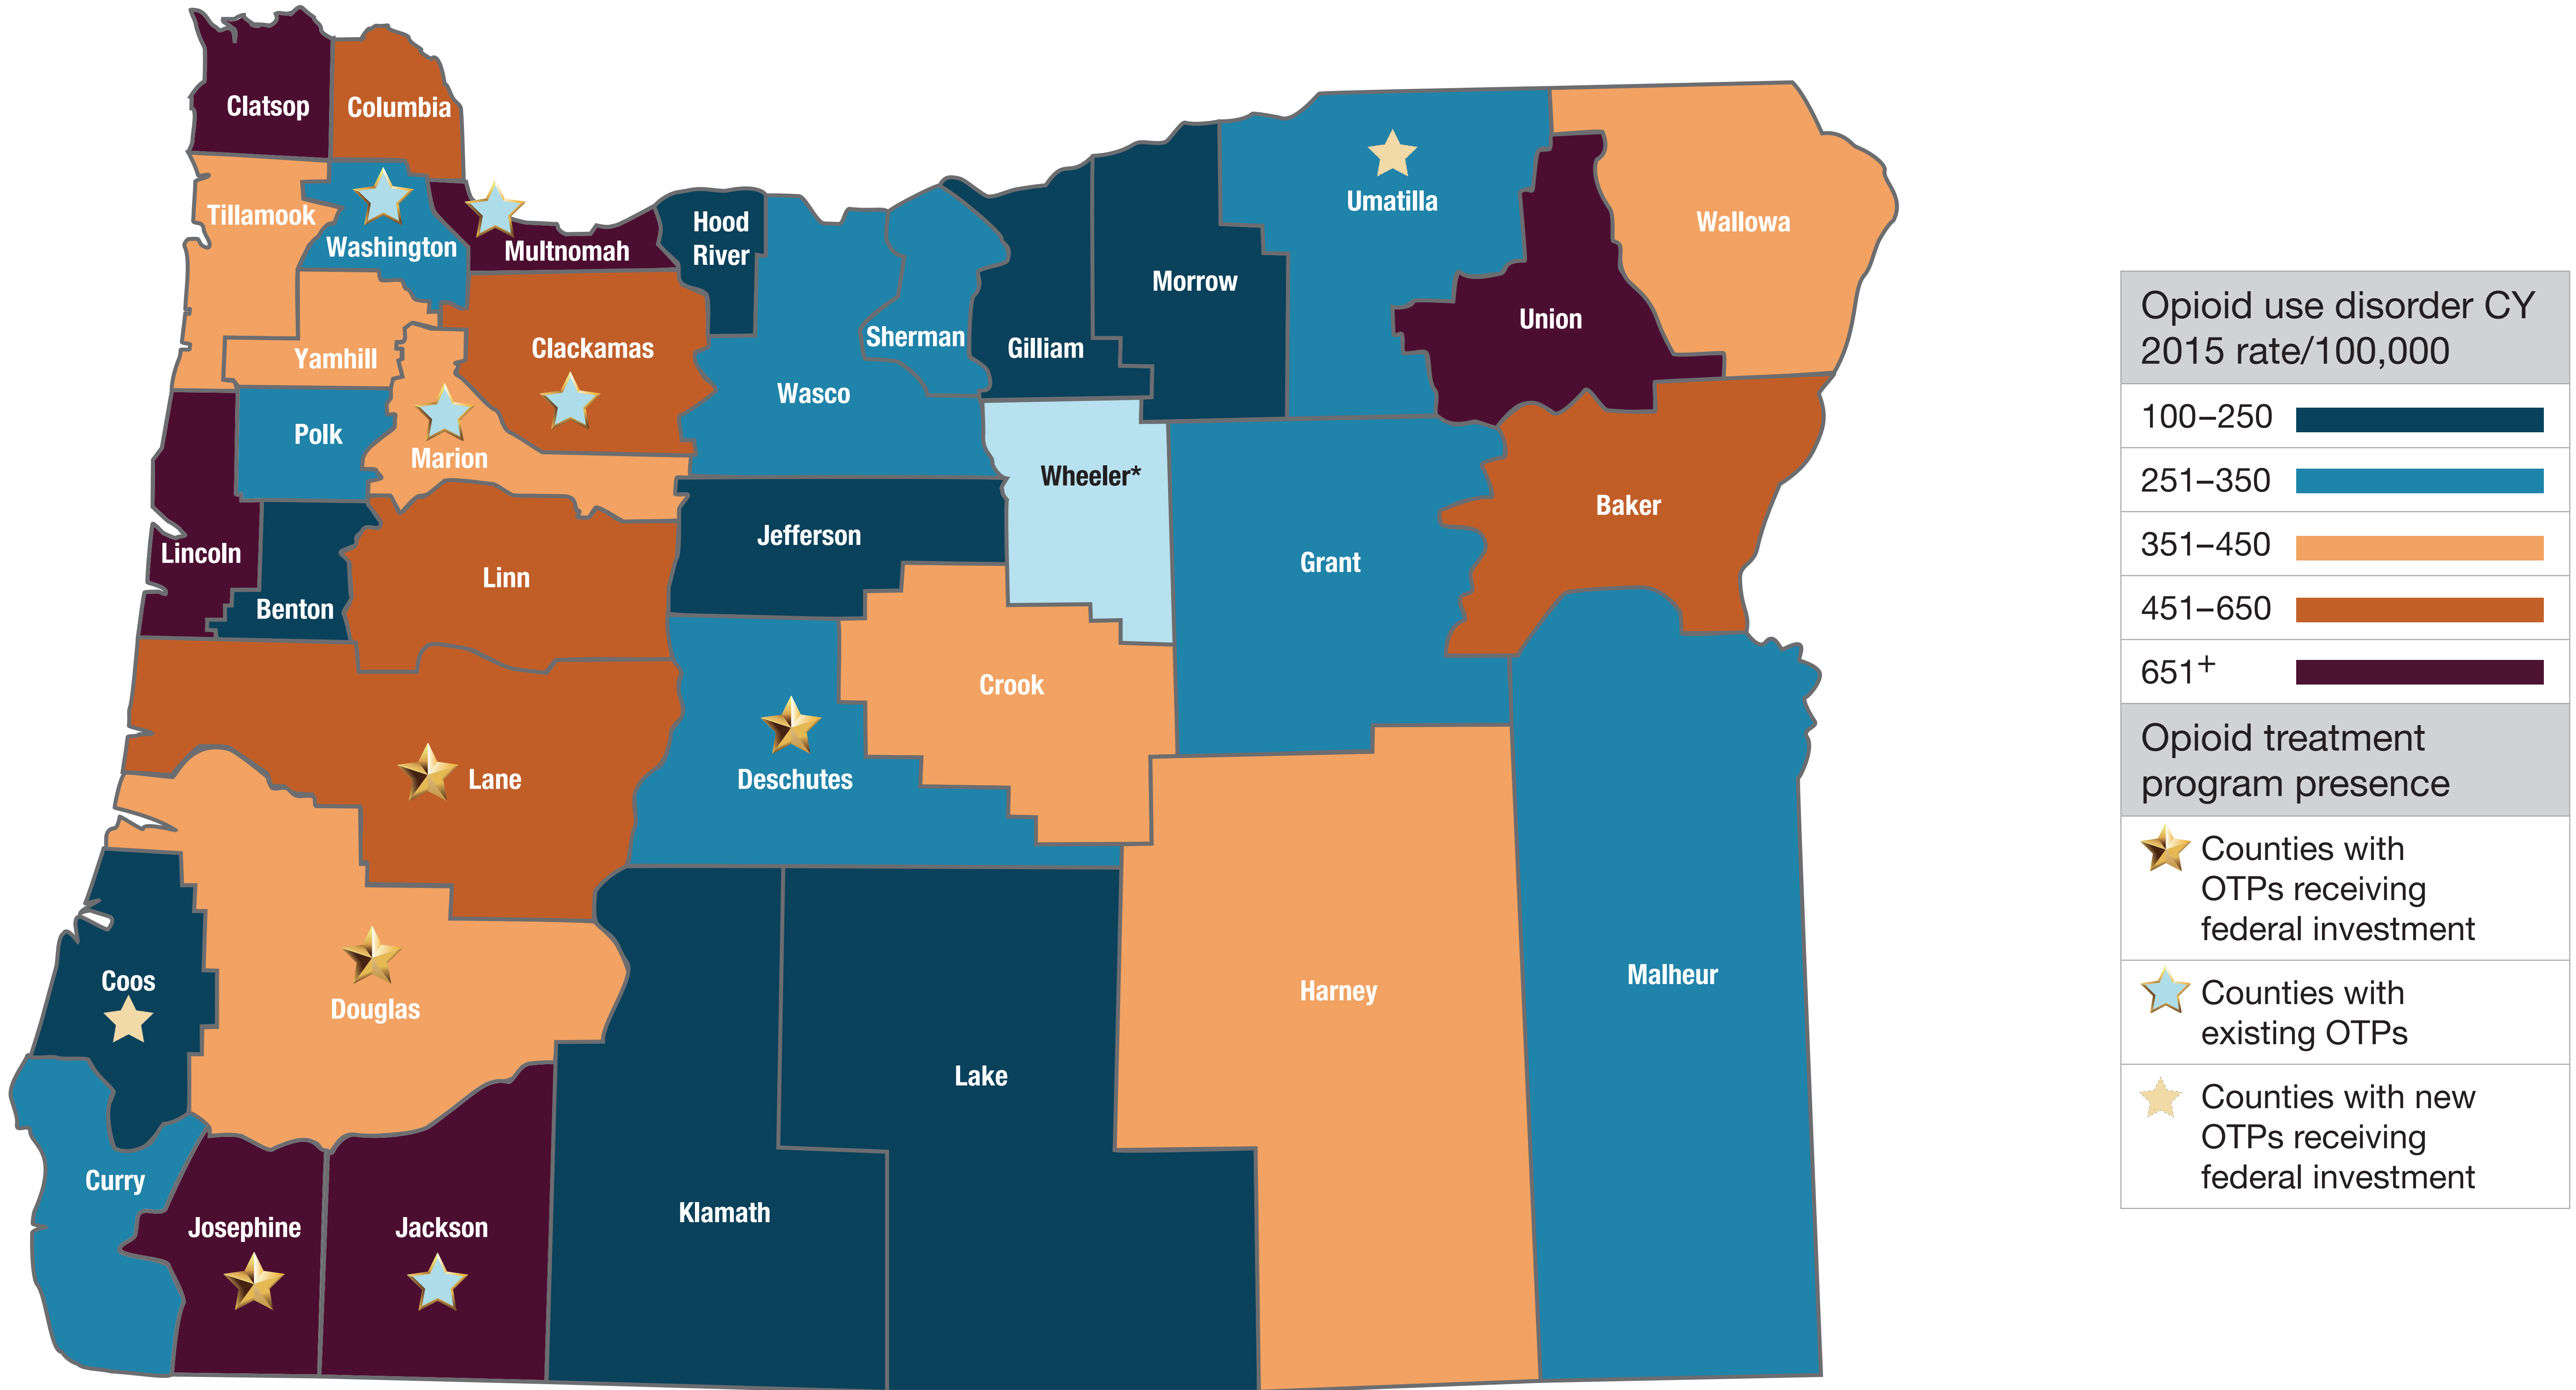 Clatsop
Columbia
Tillamook
Washington
Multnomah
Hood
River
Umatilla
Wallowa
Morrow
Union
Yamhill
Clackamas
Sherman
Gilliam
Wasco
Polk
Marion
Wheeler*
Baker
Jefferson
Lincoln
Linn
Grant
Benton
Crook
Lane
Deschutes
Coos
Douglas
Harney
Malheur
Lake
Curry
Josephine
Jackson
Klamath
Opioid use disorder CY
2015 rate/100,000
100–250
251–350
351–450
451–650
651+
Opioid treatment
program presence
Counties with
OTPs receiving
federal investment
Counties with
existing OTPs
Counties with new
OTPs receiving
federal investment